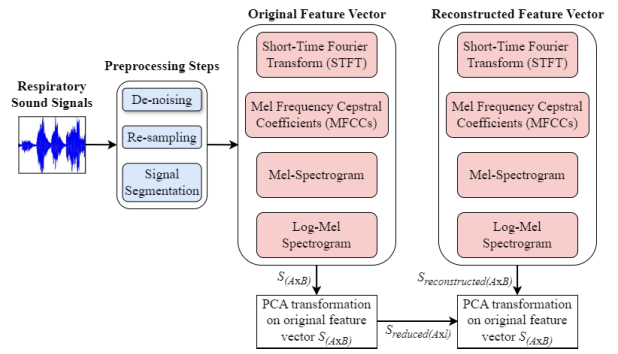 Original Feature Vector
Reconstructed Feature Vector
Respiratory
Sound Signals
Preprocessing Steps
De-noising
Re-sampling
Signal
Segmentation
Short-Time Fourier
Transform (STFT)
Mel Frequency Cepstral
Coefficients (MFCCs)
Mel-Spectrogram
Log-Mel
Spectrogram
Short-Time Fourier
Transform (STFT)
Mel Frequency Cepstral
Coefficients (MFCCs)
Mel-Spectrogram
Log-Mel
Spectrogram
S(AxB)
Sreconstructed(AxB)
PCA transformation
on original feature
vector S(AxB)
Sreduced(Axl)
PCA transformation
on original feature
vector S(AxB)